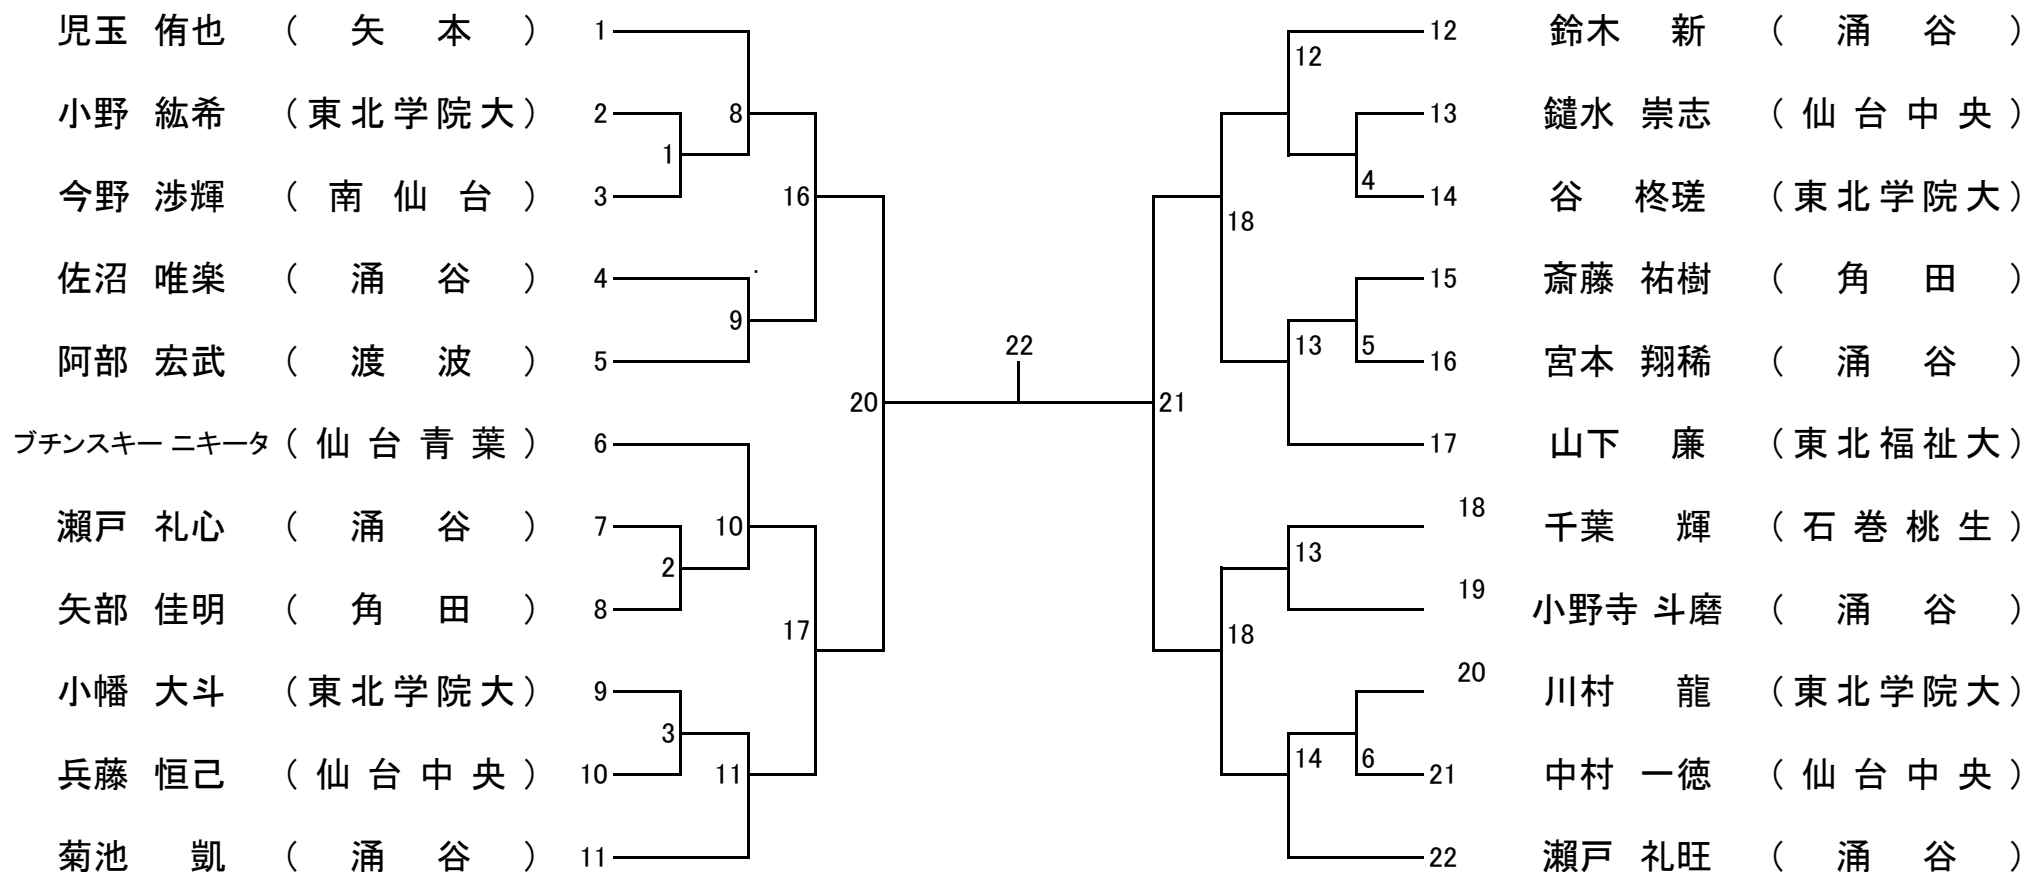 児玉 侑也 ( 矢 本 ) 1
小野 紘希 ( 東北学院大 ) 2
今野 渉輝 ( 南 仙 台 ) 3
佐沼 唯楽 ( 涌 谷 ) 4
阿部 宏武 ( 渡 波 ) 5
ブチンスキー ニキータ ( 仙台青葉 ) 6
瀬戸 礼心 ( 涌 谷 ) 7
矢部 佳明 ( 角 田 ) 8
小幡 大斗 ( 東北学院大 ) 9
兵藤 恒己 ( 仙台中央 ) 10
菊池 凱 ( 涌 谷 ) 11
1
2
3
8
9
10
11
16
17
20
22
21
18
18
12
13
13
14
4
5
6
12 鈴木 新 ( 涌 谷 )
13 鑓水 崇志 ( 仙台中央 )
14 谷 柊瑳 ( 東北学院大 )
15 斎藤 祐樹 ( 角 田 )
16 宮本 翔稀 ( 涌 谷 )
17 山下 廉 ( 東北福祉大 )
18 千葉 輝 ( 石巻桃生 )
19 小野寺 斗磨 ( 涌 谷 )
20 川村 龍 ( 東北学院大 )
21 中村 一徳 ( 仙台中央 )
22 瀬戸 礼旺 ( 涌 谷 )